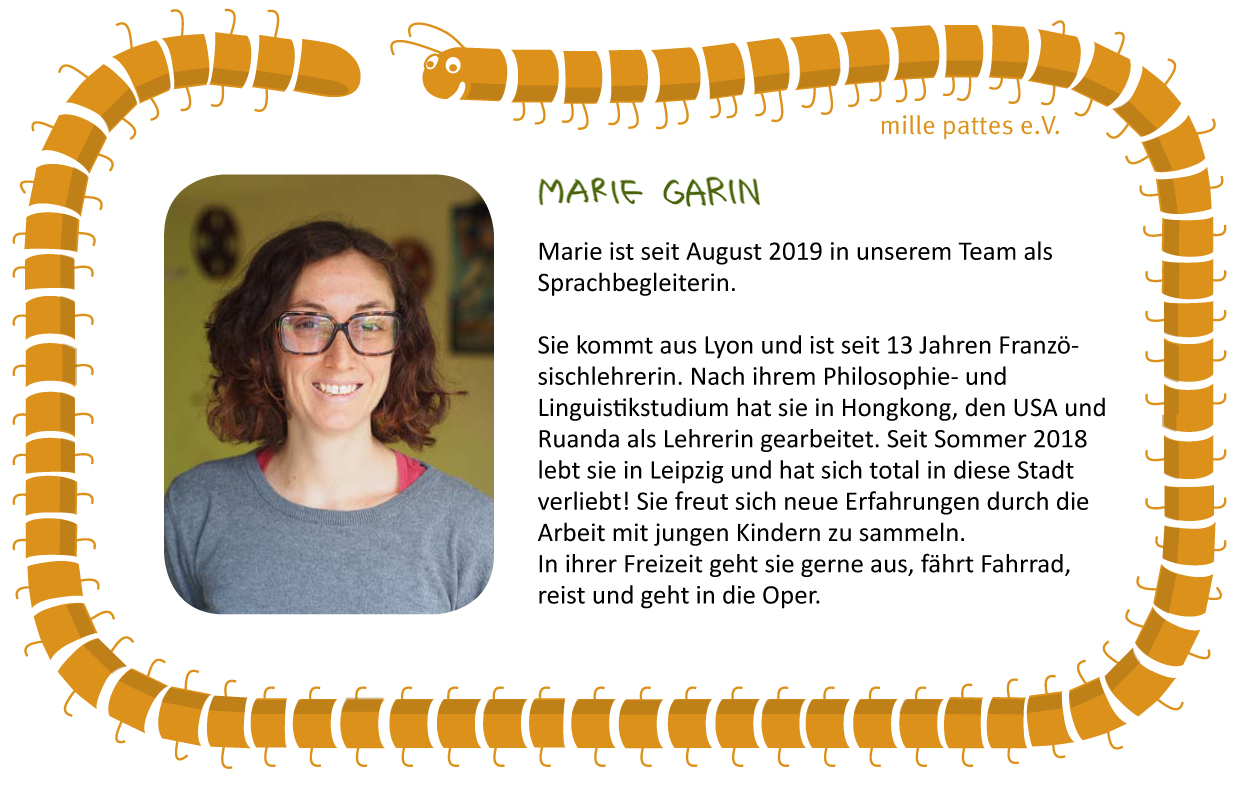 mille pattes e.V.
MARIE GARIN
Marie ist seit August 2019 in unserem Team als
Sprachbegleiterin.
Sie kommt aus Lyon und ist seit 13 Jahren Franzö-
sischlehrerin. Nach ihrem Philosophie- und
Linguistikstudium hat sie in Hongkong, den USA und
Ruanda als Lehrerin gearbeitet. Seit Sommer 2018
lebt sie in Leipzig und hat sich total in diese Stadt
verliebt! Sie freut sich neue Erfahrungen durch die
Arbeit mit jungen Kindern zu sammeln.
In ihrer Freizeit geht sie gerne aus, fährt Fahrrad,
reist und geht in die Oper.